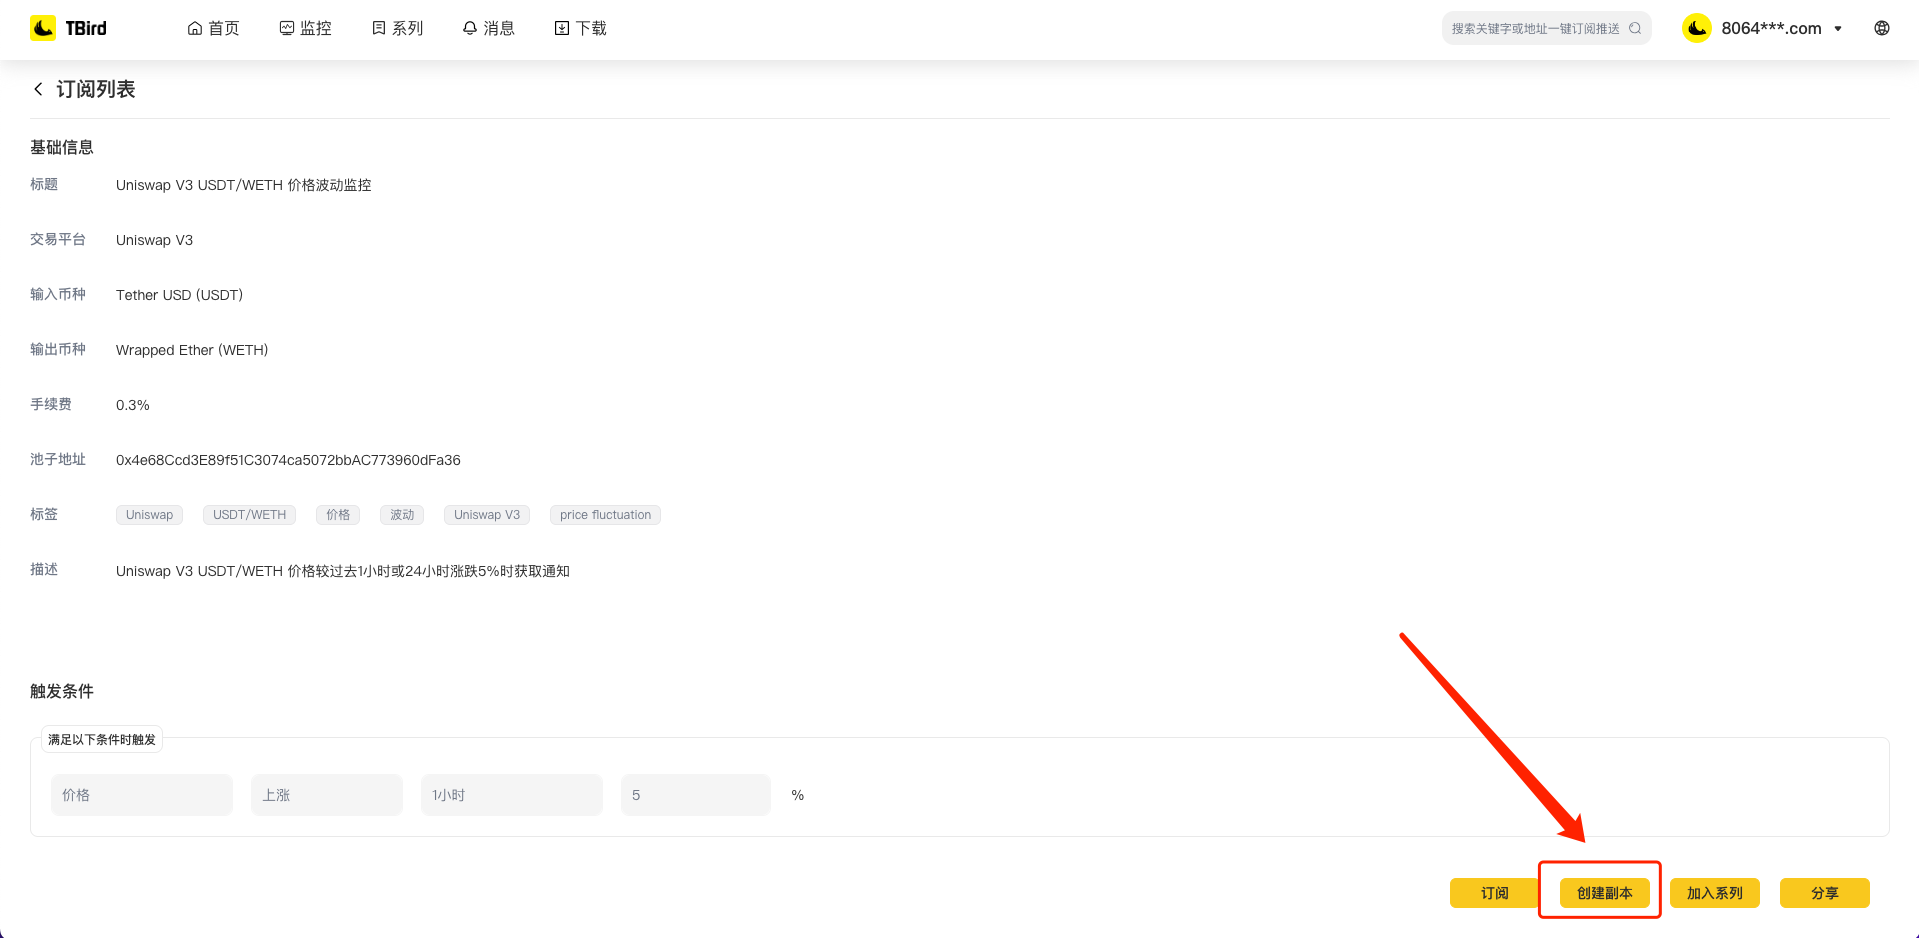 TBird 首页 监控 系列 消息 下载 搜索关键字或地址一键订阅推送 8064***.com
订阅列表
基础信息
标题 Uniswap V3 USDT/WETH 价格波动监控
交易平台 Uniswap V3
输入币种 Tether USD (USDT)
输出币种 Wrapped Ether (WETH)
手续费 0.3%
池子地址 0x4e68Ccd3E89f51C3074ca5072bbAC773960dFa36
标签 Uniswap USDT/WETH 价格 波动 Uniswap V3 price fluctuation
描述 Uniswap V3 USDT/WETH 价格较过去1小时或24小时涨跌5%时获取通知
触发条件
满足以下条件时触发
价格 上涨 1小时 5 %
订阅 创建副本 加入系列 分享